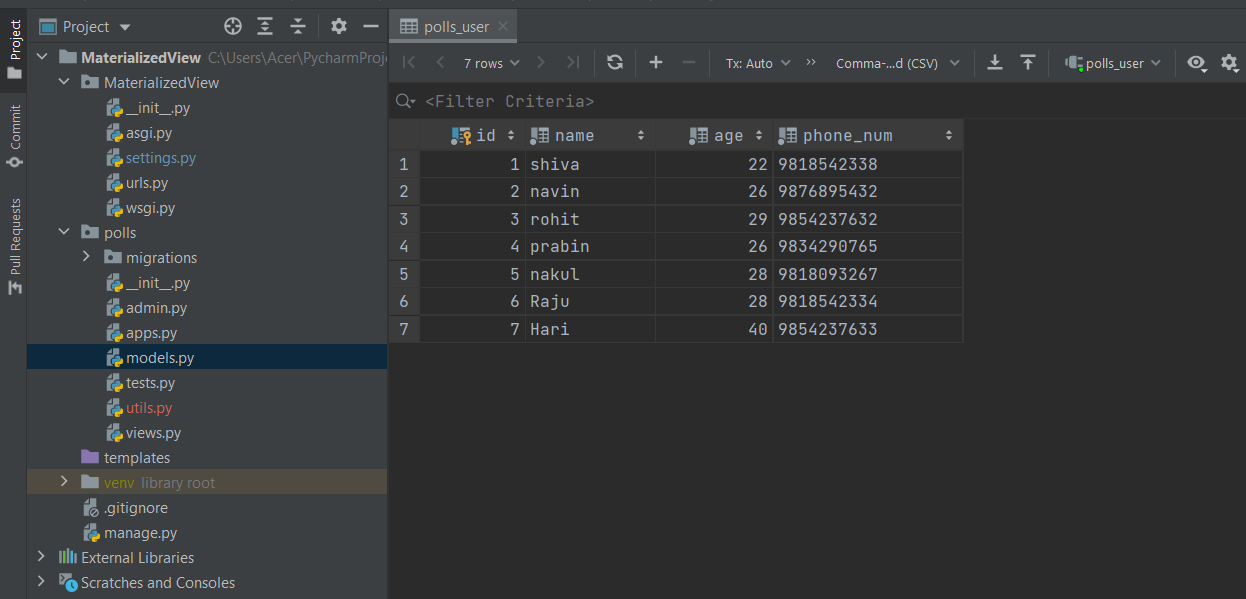 Project
Commit
Pull Requests
Project
MaterializedView C:\Users\Acer\PycharmProj
MaterializedView
__init__.py
asgi.py
settings.py
urls.py
wsgi.py
polls
migrations
__init__.py
admin.py
apps.py
models.py
tests.py
utils.py
views.py
templates
venv library root
.gitignore
manage.py
External Libraries
Scratches and Consoles
polls_user
7 rows Tx: Auto Comma-...d (CSV) polls_user
<Filter Criteria>
id name age phone_num
1 1 shiva 22 9818542338
2 2 navin 26 9876895432
3 3 rohit 29 9854237632
4 4 prabin 26 9834290765
5 5 nakul 28 9818093267
6 6 Raju 28 9818542334
7 7 Hari 40 9854237633